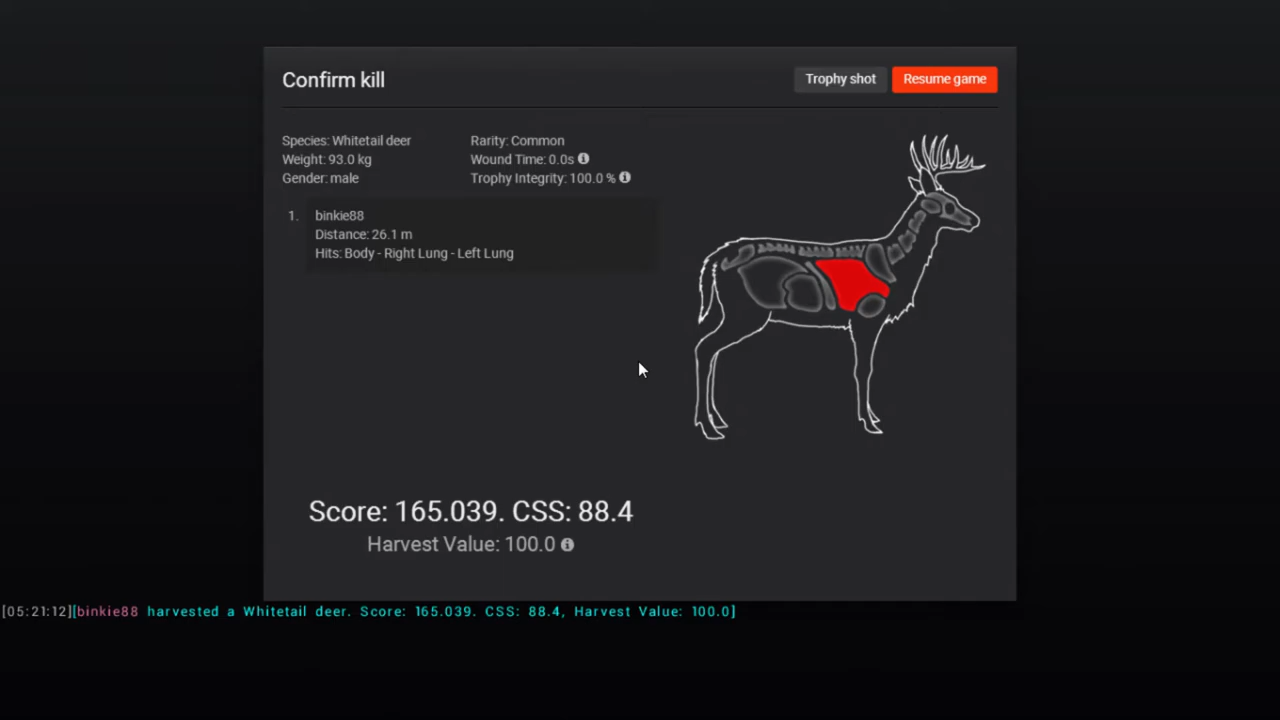 Confirm kill
Trophy shot
Resume game
Species: Whitetail deer
Rarity: Common
Weight: 93.0 kg
Wound Time: 0.0s
Gender: male
Trophy Integrity: 100.0 %
1. binkie88
Distance: 26.1 m
Hits: Body - Right Lung - Left Lung
Score: 165.039. CSS: 88.4
Harvest Value: 100.0
[05:21:12][binkie88 harvested a Whitetail deer. Score: 165.039. CSS: 88.4, Harvest Value: 100.0]